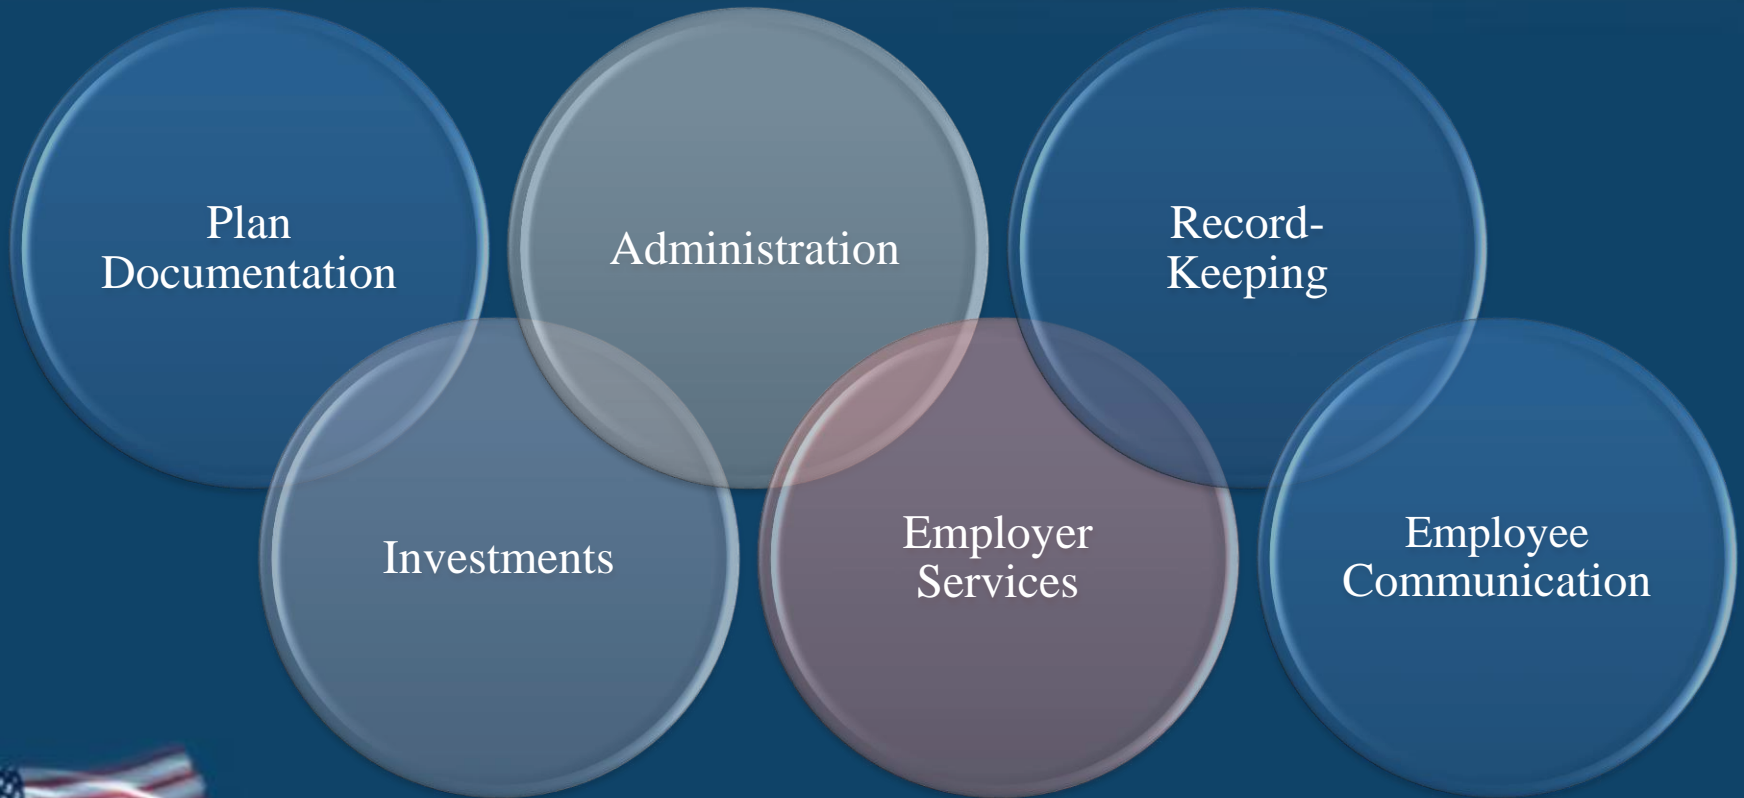 Plan
Documentation
Administration
Record-
Keeping
Investments
Employer
Services
Employee
Communication